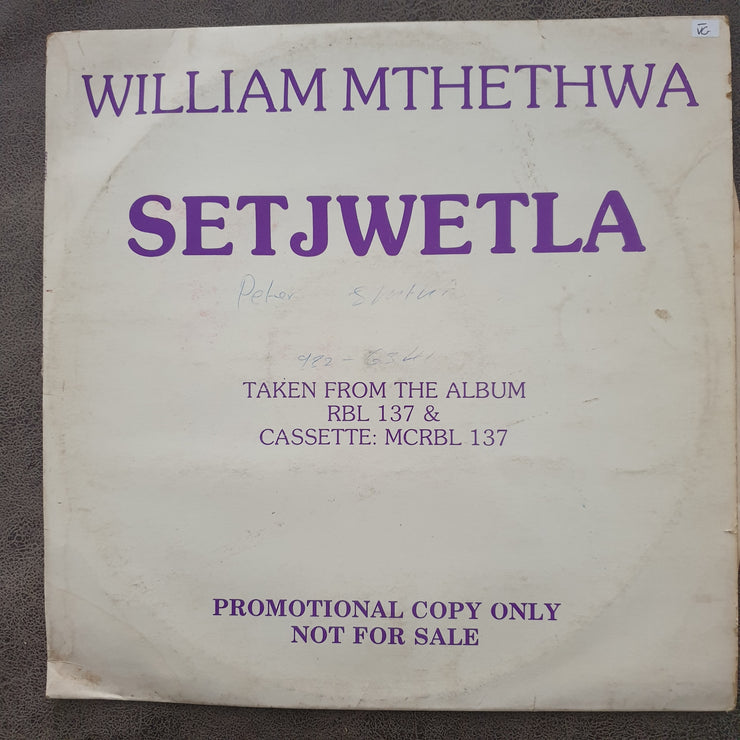 VG
WILLIAM MTHETHWA
SETJWETLA
Peter
TAKEN FROM THE ALBUM
RBL 137 &
CASSETTE: MCRBL 137
PROMOTIONAL COPY ONLY
NOT FOR SALE